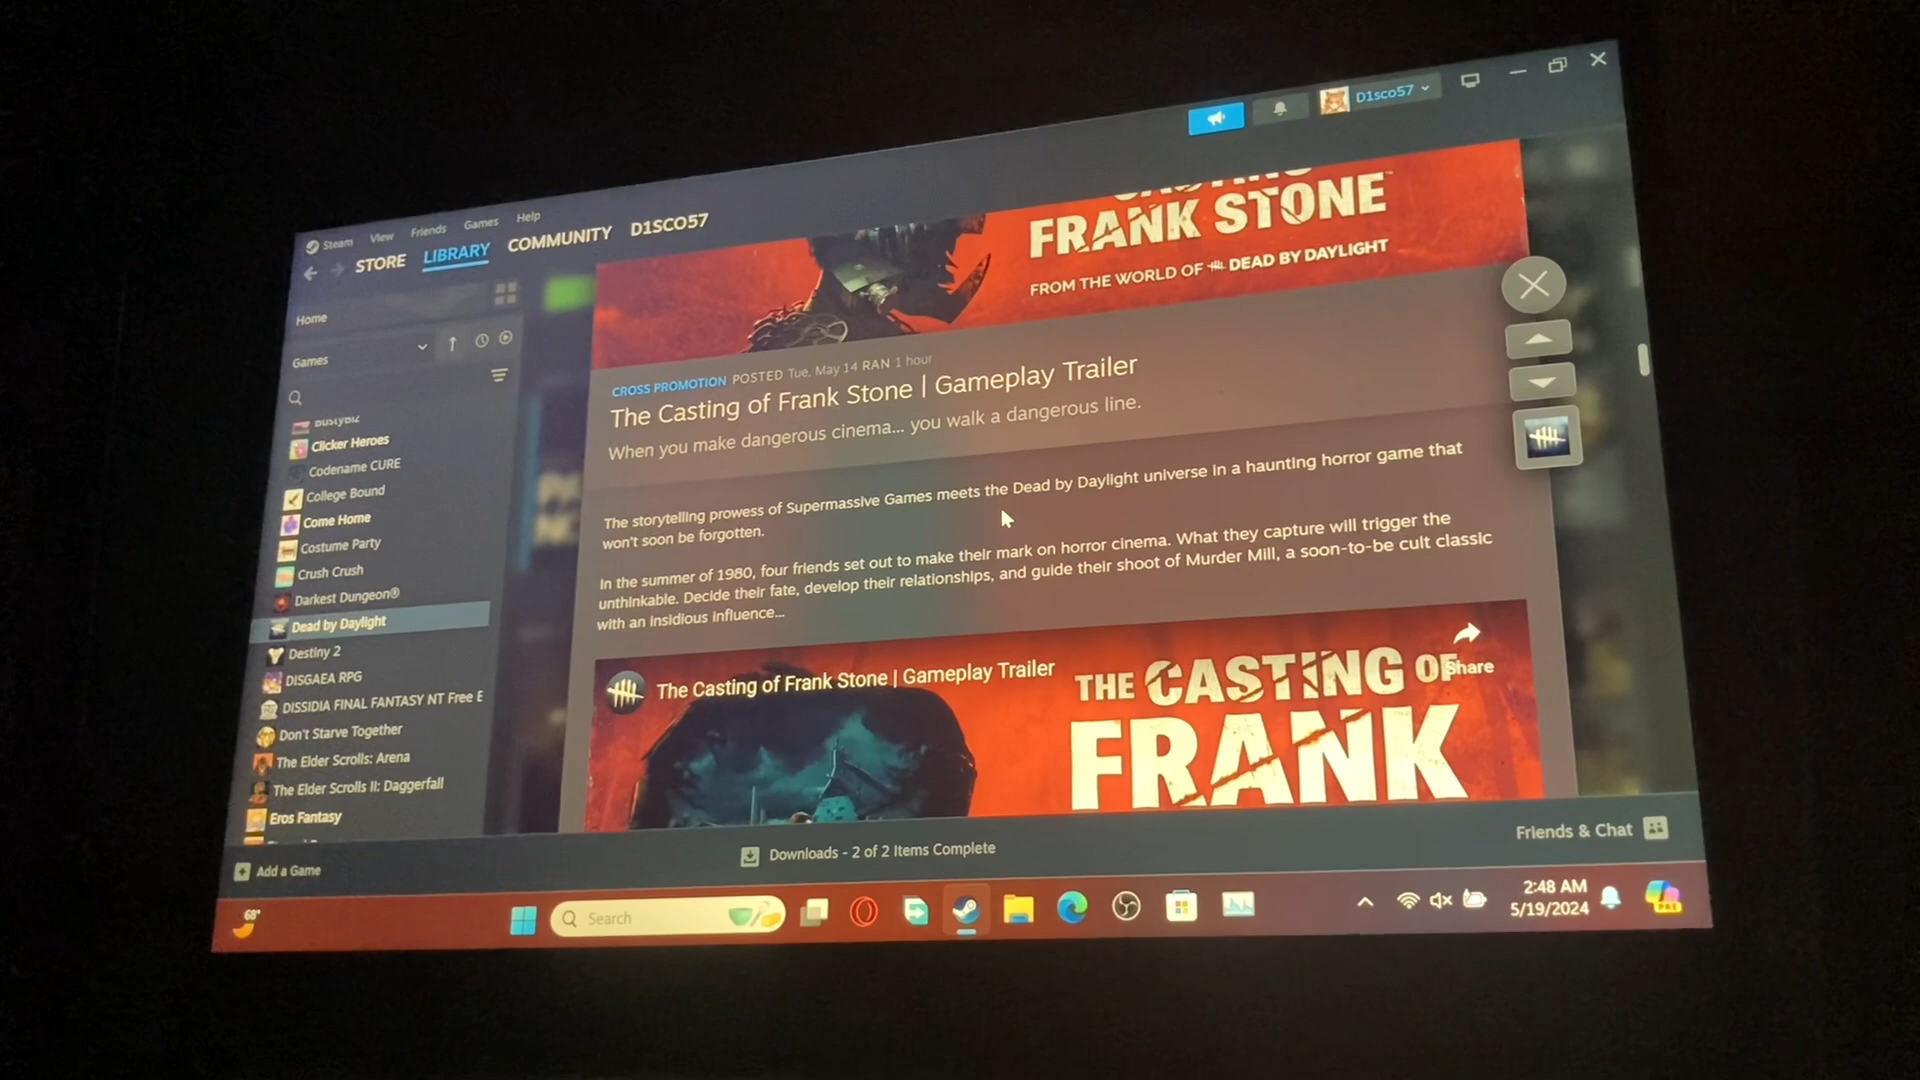 D1sco57
Steam View Friends Games Help
STORE LIBRARY COMMUNITY D1SCO57
Home
Games
Clicker Heroes
Codename CURE
College Bound
Come Home
Costume Party
Crush Crush
Darkest Dungeon®
Dead by Daylight
Destiny 2
DISGAEA RPG
DISSIDIA FINAL FANTASY NT Free E
Don't Starve Together
The Elder Scrolls: Arena
The Elder Scrolls II: Daggerfall
Eros Fantasy
Add a Game
FRANK STONE™
FROM THE WORLD OF DEAD BY DAYLIGHT
CROSS PROMOTION POSTED Tue, May 14 RAN 1 hour
The Casting of Frank Stone | Gameplay Trailer
When you make dangerous cinema... you walk a dangerous line.
The storytelling prowess of Supermassive Games meets the Dead by Daylight universe in a haunting horror game that
won't soon be forgotten.
In the summer of 1980, four friends set out to make their mark on horror cinema. What they capture will trigger the
unthinkable. Decide their fate, develop their relationships, and guide their shoot of Murder Mill, a soon-to-be cult classic
with an insidious influence...
The Casting of Frank Stone | Gameplay Trailer
Share
THE CASTING OF
FRANK
Downloads - 2 of 2 Items Complete
Friends & Chat
68°
Search
2:48 AM
5/19/2024
PRE